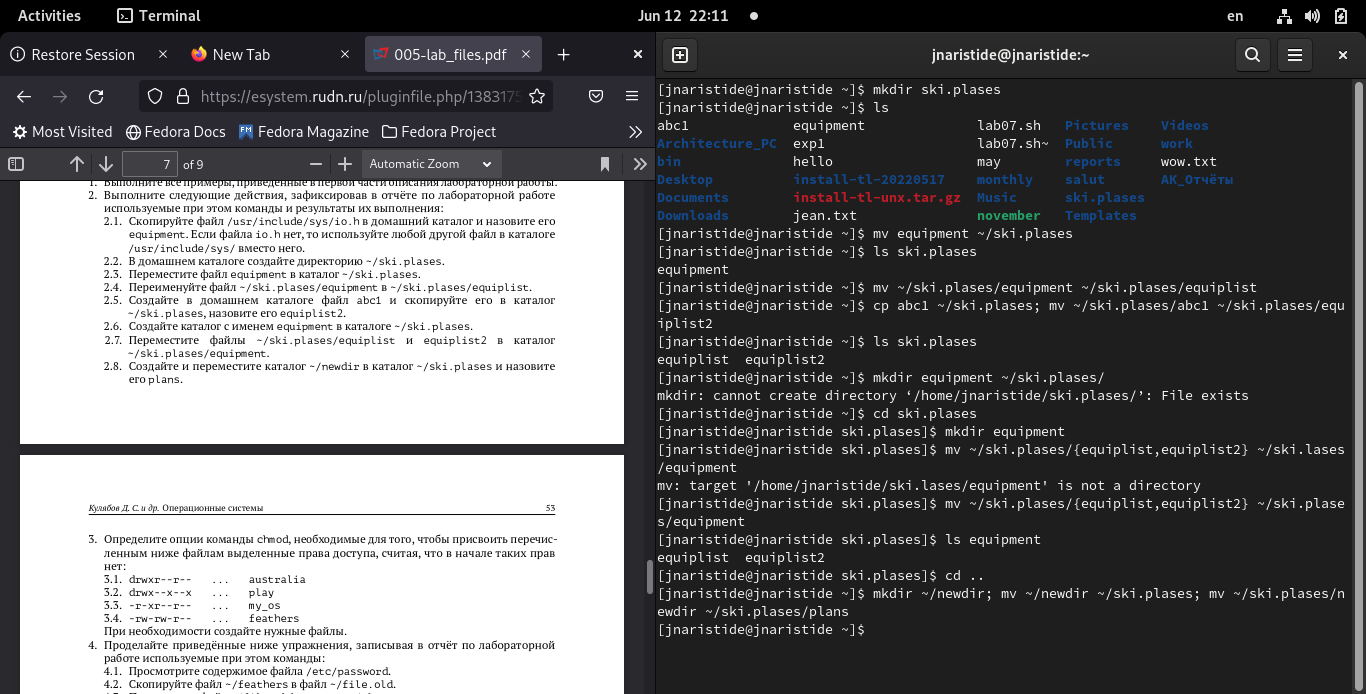 Activities Terminal Jun 12 22:11 en
Restore Session New Tab 005-lab_files.pdf
jnaristide@jnaristide:~
https://esystem.rudn.ru/pluginfile.php/1383175
Most Visited Fedora Docs Fedora Magazine Fedora Project
7 of 9 Automatic Zoom
1. Выполните все примеры, приведённые в первой части описания лабораторной работы.
2. Выполните следующие действия, зафиксировав в отчёте по лабораторной работе
используемые при этом команды и результаты их выполнения:
2.1. Скопируйте файл /usr/include/sys/io.h в домашний каталог и назовите его
equipment. Если файла io.h нет, то используйте любой другой файл в каталоге
/usr/include/sys/ вместо него.
2.2. В домашнем каталоге создайте директорию ~/ski.plases.
2.3. Переместите файл equipment в каталог ~/ski.plases.
2.4. Переименуйте файл ~/ski.plases/equipment в ~/ski.plases/equiplist.
2.5. Создайте в домашнем каталоге файл abc1 и скопируйте его в каталог
~/ski.plases, назовите его equiplist2.
2.6. Создайте каталог с именем equipment в каталоге ~/ski.plases.
2.7. Переместите файлы ~/ski.plases/equiplist и equiplist2 в каталог
~/ski.plases/equipment.
2.8. Создайте и переместите каталог ~/newdir в каталог ~/ski.plases и назовите
его plans.
Кулябов Д. С. и др. Операционные системы 53
3. Определите опции команды chmod, необходимые для того, чтобы присвоить перечис-
ленным ниже файлам выделенные права доступа, считая, что в начале таких прав
нет:
3.1. drwxr--r-- ... australia
3.2. drwx--x--x ... play
3.3. -r-xr--r-- ... my_os
3.4. -rw-rw-r-- ... feathers
При необходимости создайте нужные файлы.
4. Проделайте приведённые ниже упражнения, записывая в отчёт по лабораторной
работе используемые при этом команды:
4.1. Просмотрите содержимое файла /etc/password.
4.2. Скопируйте файл ~/feathers в файл ~/file.old.
[jnaristide@jnaristide ~]$ mkdir ski.plases
[jnaristide@jnaristide ~]$ ls
abc1 equipment lab07.sh Pictures Videos
Architecture_PC exp1 lab07.sh~ Public work
bin hello may reports wow.txt
Desktop install-tl-20220517 monthly salut АК_Отчёты
Documents install-tl-unx.tar.gz Music ski.plases
Downloads jean.txt november Templates
[jnaristide@jnaristide ~]$ mv equipment ~/ski.plases
[jnaristide@jnaristide ~]$ ls ski.plases
equipment
[jnaristide@jnaristide ~]$ mv ~/ski.plases/equipment ~/ski.plases/equiplist
[jnaristide@jnaristide ~]$ cp abc1 ~/ski.plases; mv ~/ski.plases/abc1 ~/ski.plases/equ
iplist2
[jnaristide@jnaristide ~]$ ls ski.plases
equiplist equiplist2
[jnaristide@jnaristide ~]$ mkdir equipment ~/ski.plases/
mkdir: cannot create directory ‘/home/jnaristide/ski.plases/’: File exists
[jnaristide@jnaristide ~]$ cd ski.plases
[jnaristide@jnaristide ski.plases]$ mkdir equipment
[jnaristide@jnaristide ski.plases]$ mv ~/ski.plases/{equiplist,equiplist2} ~/ski.lases
/equipment
mv: target '/home/jnaristide/ski.lases/equipment' is not a directory
[jnaristide@jnaristide ski.plases]$ mv ~/ski.plases/{equiplist,equiplist2} ~/ski.plase
s/equipment
[jnaristide@jnaristide ski.plases]$ ls equipment
equiplist equiplist2
[jnaristide@jnaristide ski.plases]$ cd ..
[jnaristide@jnaristide ~]$ mkdir ~/newdir; mv ~/newdir ~/ski.plases; mv ~/ski.plases/n
ewdir ~/ski.plases/plans
[jnaristide@jnaristide ~]$